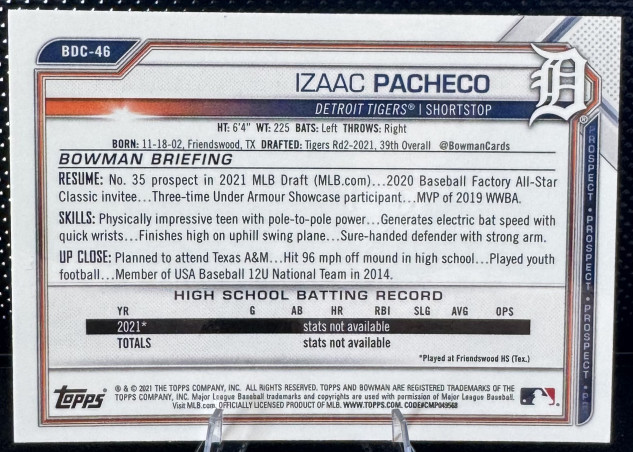 BDC-46
IZAAC PACHECO
DETROIT TIGERS® | SHORTSTOP
HT: 6'4" WT: 225 BATS: Left THROWS: Right
BORN: 11-18-02, Friendswood, TX DRAFTED: Tigers Rd2-2021, 39th Overall @BowmanCards
BOWMAN BRIEFING
RESUME: No. 35 prospect in 2021 MLB Draft (MLB.com)...2020 Baseball Factory All-Star
Classic invitee...Three-time Under Armour Showcase participant...MVP of 2019 WWBA.
SKILLS: Physically impressive teen with pole-to-pole power...Generates electric bat speed with
quick wrists...Finishes high on uphill swing plane...Sure-handed defender with strong arm.
UP CLOSE: Planned to attend Texas A&M...Hit 96 mph off mound in high school...Played youth
football...Member of USA Baseball 12U National Team in 2014.
HIGH SCHOOL BATTING RECORD
YR G AB HR RBI SLG AVG OPS
2021* stats not available
TOTALS stats not available
*Played at Friendswood HS (Tex.)
Topps
® & © 2021 THE TOPPS COMPANY, INC. ALL RIGHTS RESERVED. TOPPS AND BOWMAN ARE REGISTERED TRADEMARKS OF THE
TOPPS COMPANY, INC. Major League Baseball trademarks and copyrights are used with permission of Major League Baseball.
Visit MLB.com. OFFICIALLY LICENSED PRODUCT OF MLB. WWW.TOPPS.COM. CODE#CMP049568
D
PROSPECT • PROSPECT • PROSPECT • PR